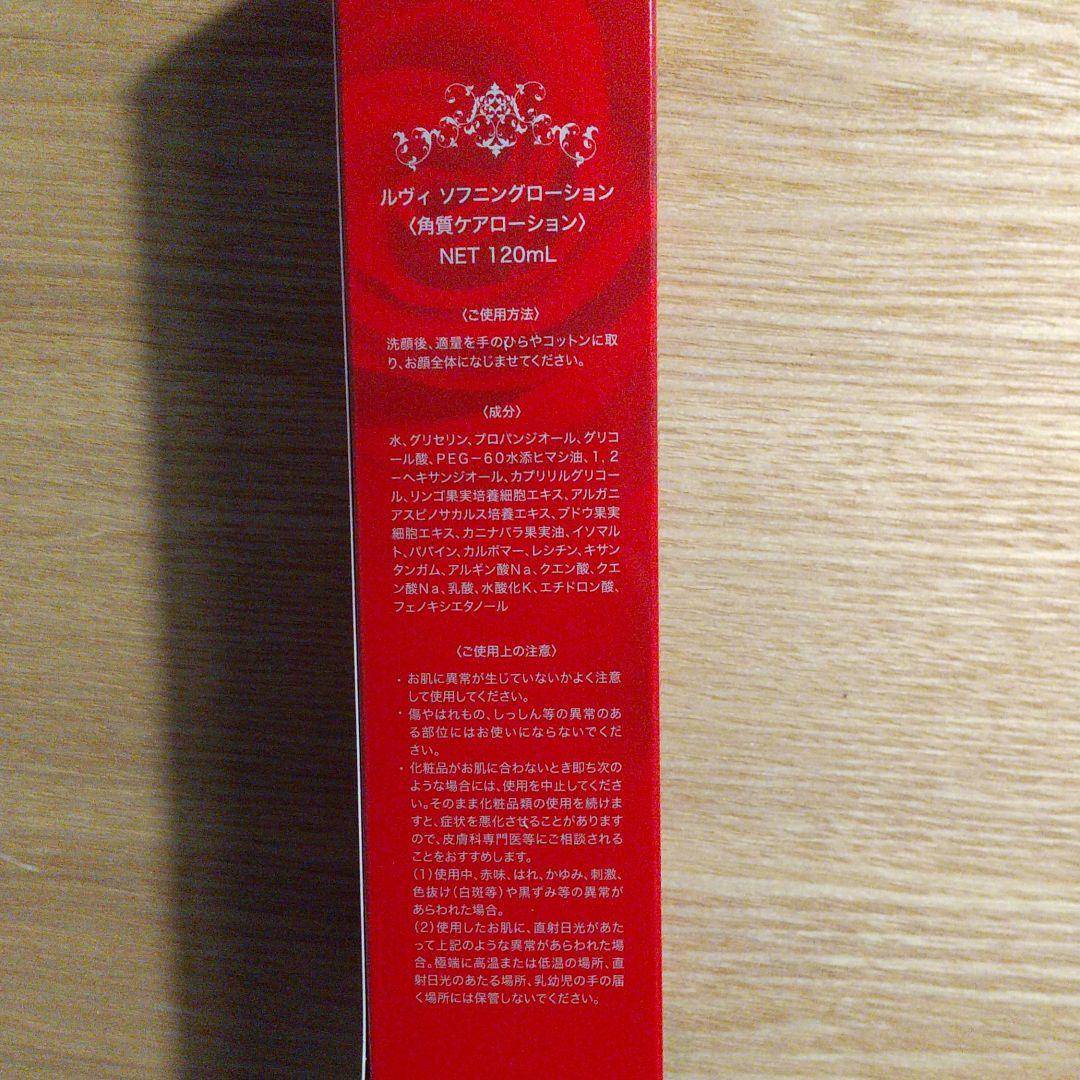 ルヴィ ソフニングローション
〈角質ケアローション〉
NET 120mL
〈ご使用方法〉
洗顔後、適量を手のひらやコットンに取
り、お顔全体になじませてください。
〈成分〉
水、グリセリン、プロパンジオール、グリコ
ール酸、PEG－60水添ヒマシ油、1，2
－ヘキサンジオール、カプリリルグリコー
ル、リンゴ果実培養細胞エキス、アルガニ
アスピノサカルス培養エキス、ブドウ果実
細胞エキス、カニナバラ果実油、イソマル
ト、パパイン、カルボマー、レシチン、キサン
タンガム、アルギン酸Na、クエン酸、クエ
ン酸Na、乳酸、水酸化K、エチドロン酸、
フェノキシエタノール
〈ご使用上の注意〉
・お肌に異常が生じていないかよく注意
して使用してください。
・傷やはれもの、しっしん等の異常のあ
る部位にはお使いにならないでくだ
さい。
・化粧品がお肌に合わないとき即ち次の
ような場合には、使用を中止してくださ
い。そのまま化粧品類の使用を続けま
すと、症状を悪化させることがあります
ので、皮膚科専門医等にご相談される
ことをおすすめします。
(1)使用中、赤味、はれ、かゆみ、刺激、
色抜け(白斑等)や黒ずみ等の異常が
あらわれた場合。
(2)使用したお肌に、直射日光があた
って上記のような異常があらわれた場
合。極端に高温または低温の場所、直
射日光のあたる場所、乳幼児の手の届
く場所には保管しないでください。